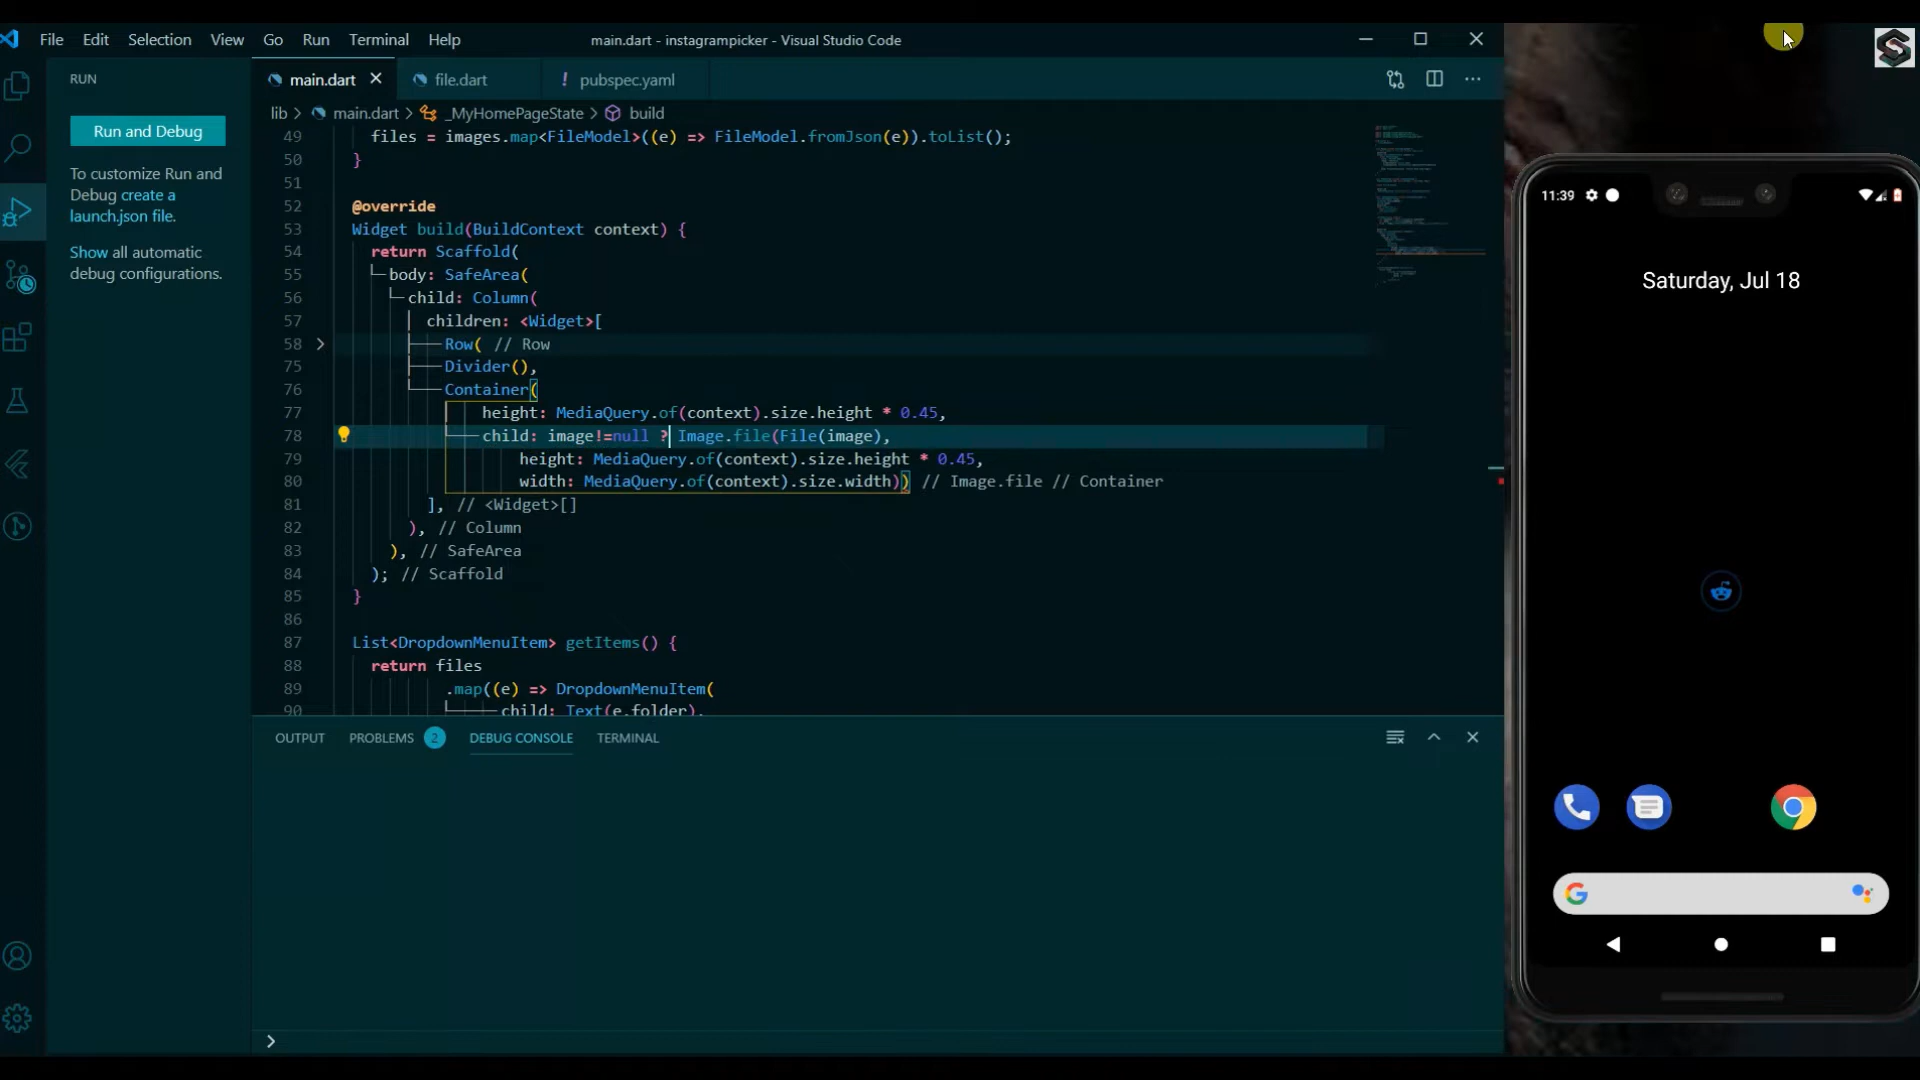 File Edit Selection View Go Run Terminal Help
main.dart - instagrampicker - Visual Studio Code
RUN
Run and Debug
To customize Run and
Debug create a
launch.json file.
Show all automatic
debug configurations.
main.dart file.dart ! pubspec.yaml
lib > main.dart > _MyHomePageState > build
49 files = images.map<FileModel>((e) => FileModel.fromJson(e)).toList();
50 }
51
52 @override
53 Widget build(BuildContext context) {
54 return Scaffold(
55 body: SafeArea(
56 child: Column(
57 children: <Widget>[
58 Row( // Row
75 Divider(),
76 Container(
77 height: MediaQuery.of(context).size.height * 0.45,
78 child: image!=null ? Image.file(File(image),
79 height: MediaQuery.of(context).size.height * 0.45,
80 width: MediaQuery.of(context).size.width)) // Image.file // Container
81 ], // <Widget>[]
82 ), // Column
83 ), // SafeArea
84 ); // Scaffold
85 }
86
87 List<DropdownMenuItem> getItems() {
88 return files
89 .map((e) => DropdownMenuItem(
90 child: Text(e.folder),
OUTPUT PROBLEMS 2 DEBUG CONSOLE TERMINAL
>
11:39
Saturday, Jul 18